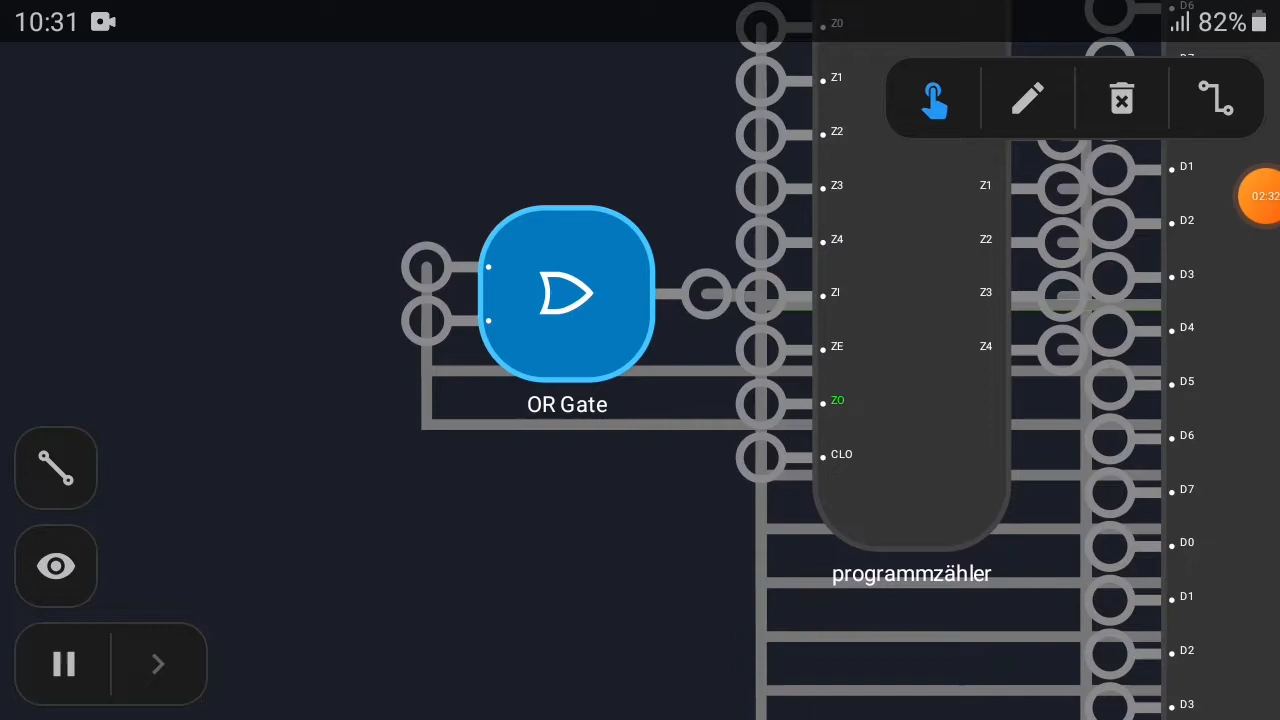 10:31
82%
D6
Z0
Z1
Z2
Z3
Z4
ZI
ZE
ZO
CLO
Z1
Z2
Z3
Z4
D1
D2
D3
D4
D5
D6
D7
D0
D1
D2
D3
02:32
OR Gate
programmzähler